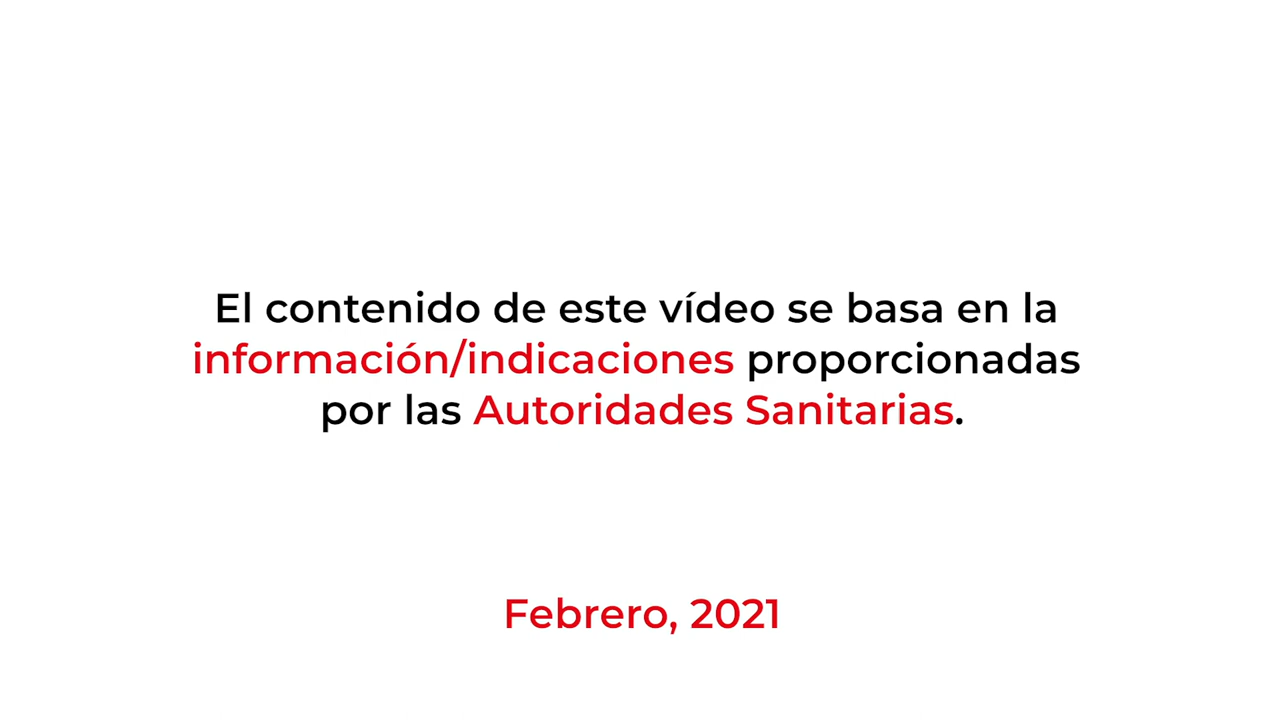 El contenido de este vídeo se basa en la
información/indicaciones proporcionadas
por las Autoridades Sanitarias.
Febrero, 2021